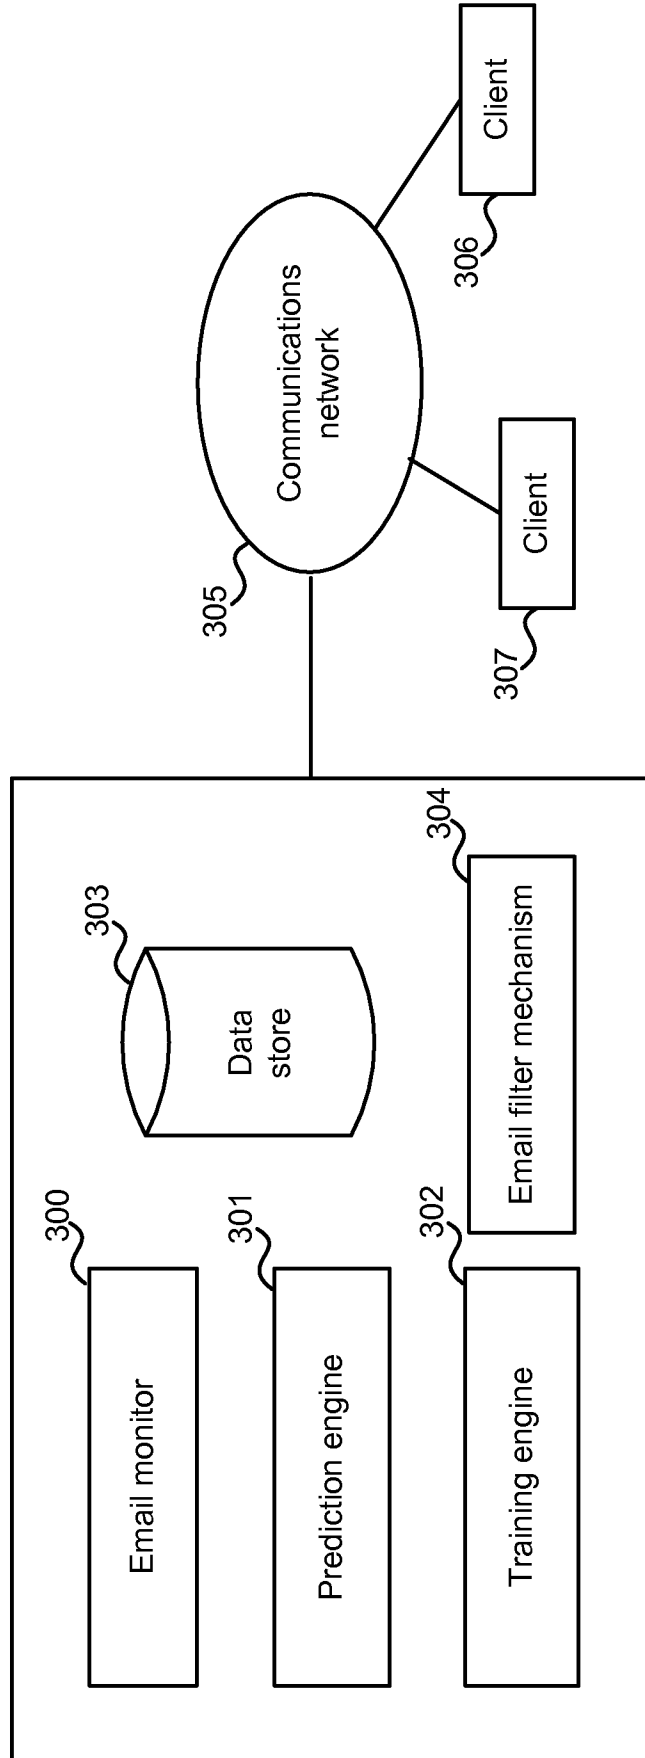 300
Email monitor
301
Prediction engine
302
Training engine
303
Data
store
304
Email filter mechanism
305
Communications
network
306
Client
307
Client